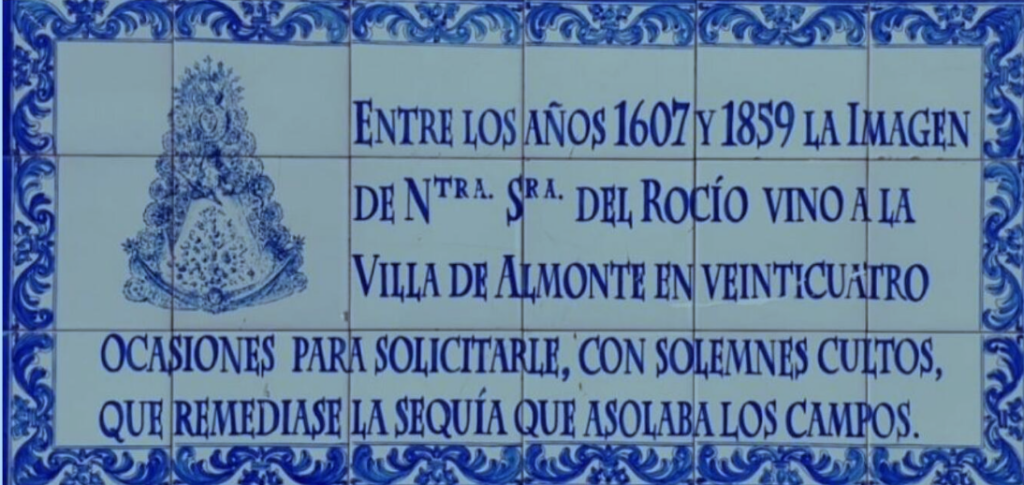 ENTRE LOS AÑOS 1607 Y 1859 LA IMAGEN
DE NTRA. SRA. DEL ROCÍO VINO A LA
VILLA DE ALMONTE EN VEINTICUATRO
OCASIONES PARA SOLICITARLE, CON SOLEMNES CULTOS,
QUE REMEDIASE LA SEQUÍA QUE ASOLABA LOS CAMPOS.